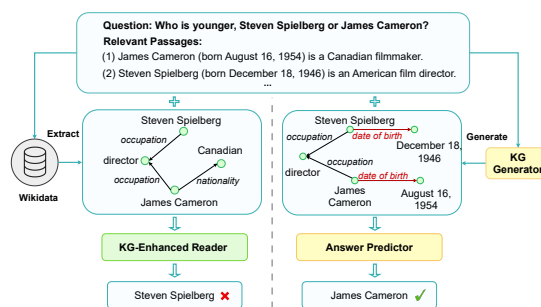 Question: Who is younger, Steven Spielberg or James Cameron?
Relevant Passages:
(1) James Cameron (born August 16, 1954) is a Canadian filmmaker.
(2) Steven Spielberg (born December 18, 1946) is an American film director.
...
Extract
Wikidata
Steven Spielberg
occupation
Canadian
director
occupation
nationality
James Cameron
KG-Enhanced Reader
Steven Spielberg
Steven Spielberg
occupation
date of birth
December 18,
1946
director
occupation
date of birth
James
Cameron
August 16,
1954
Generate
KG
Generator
Answer Predictor
James Cameron